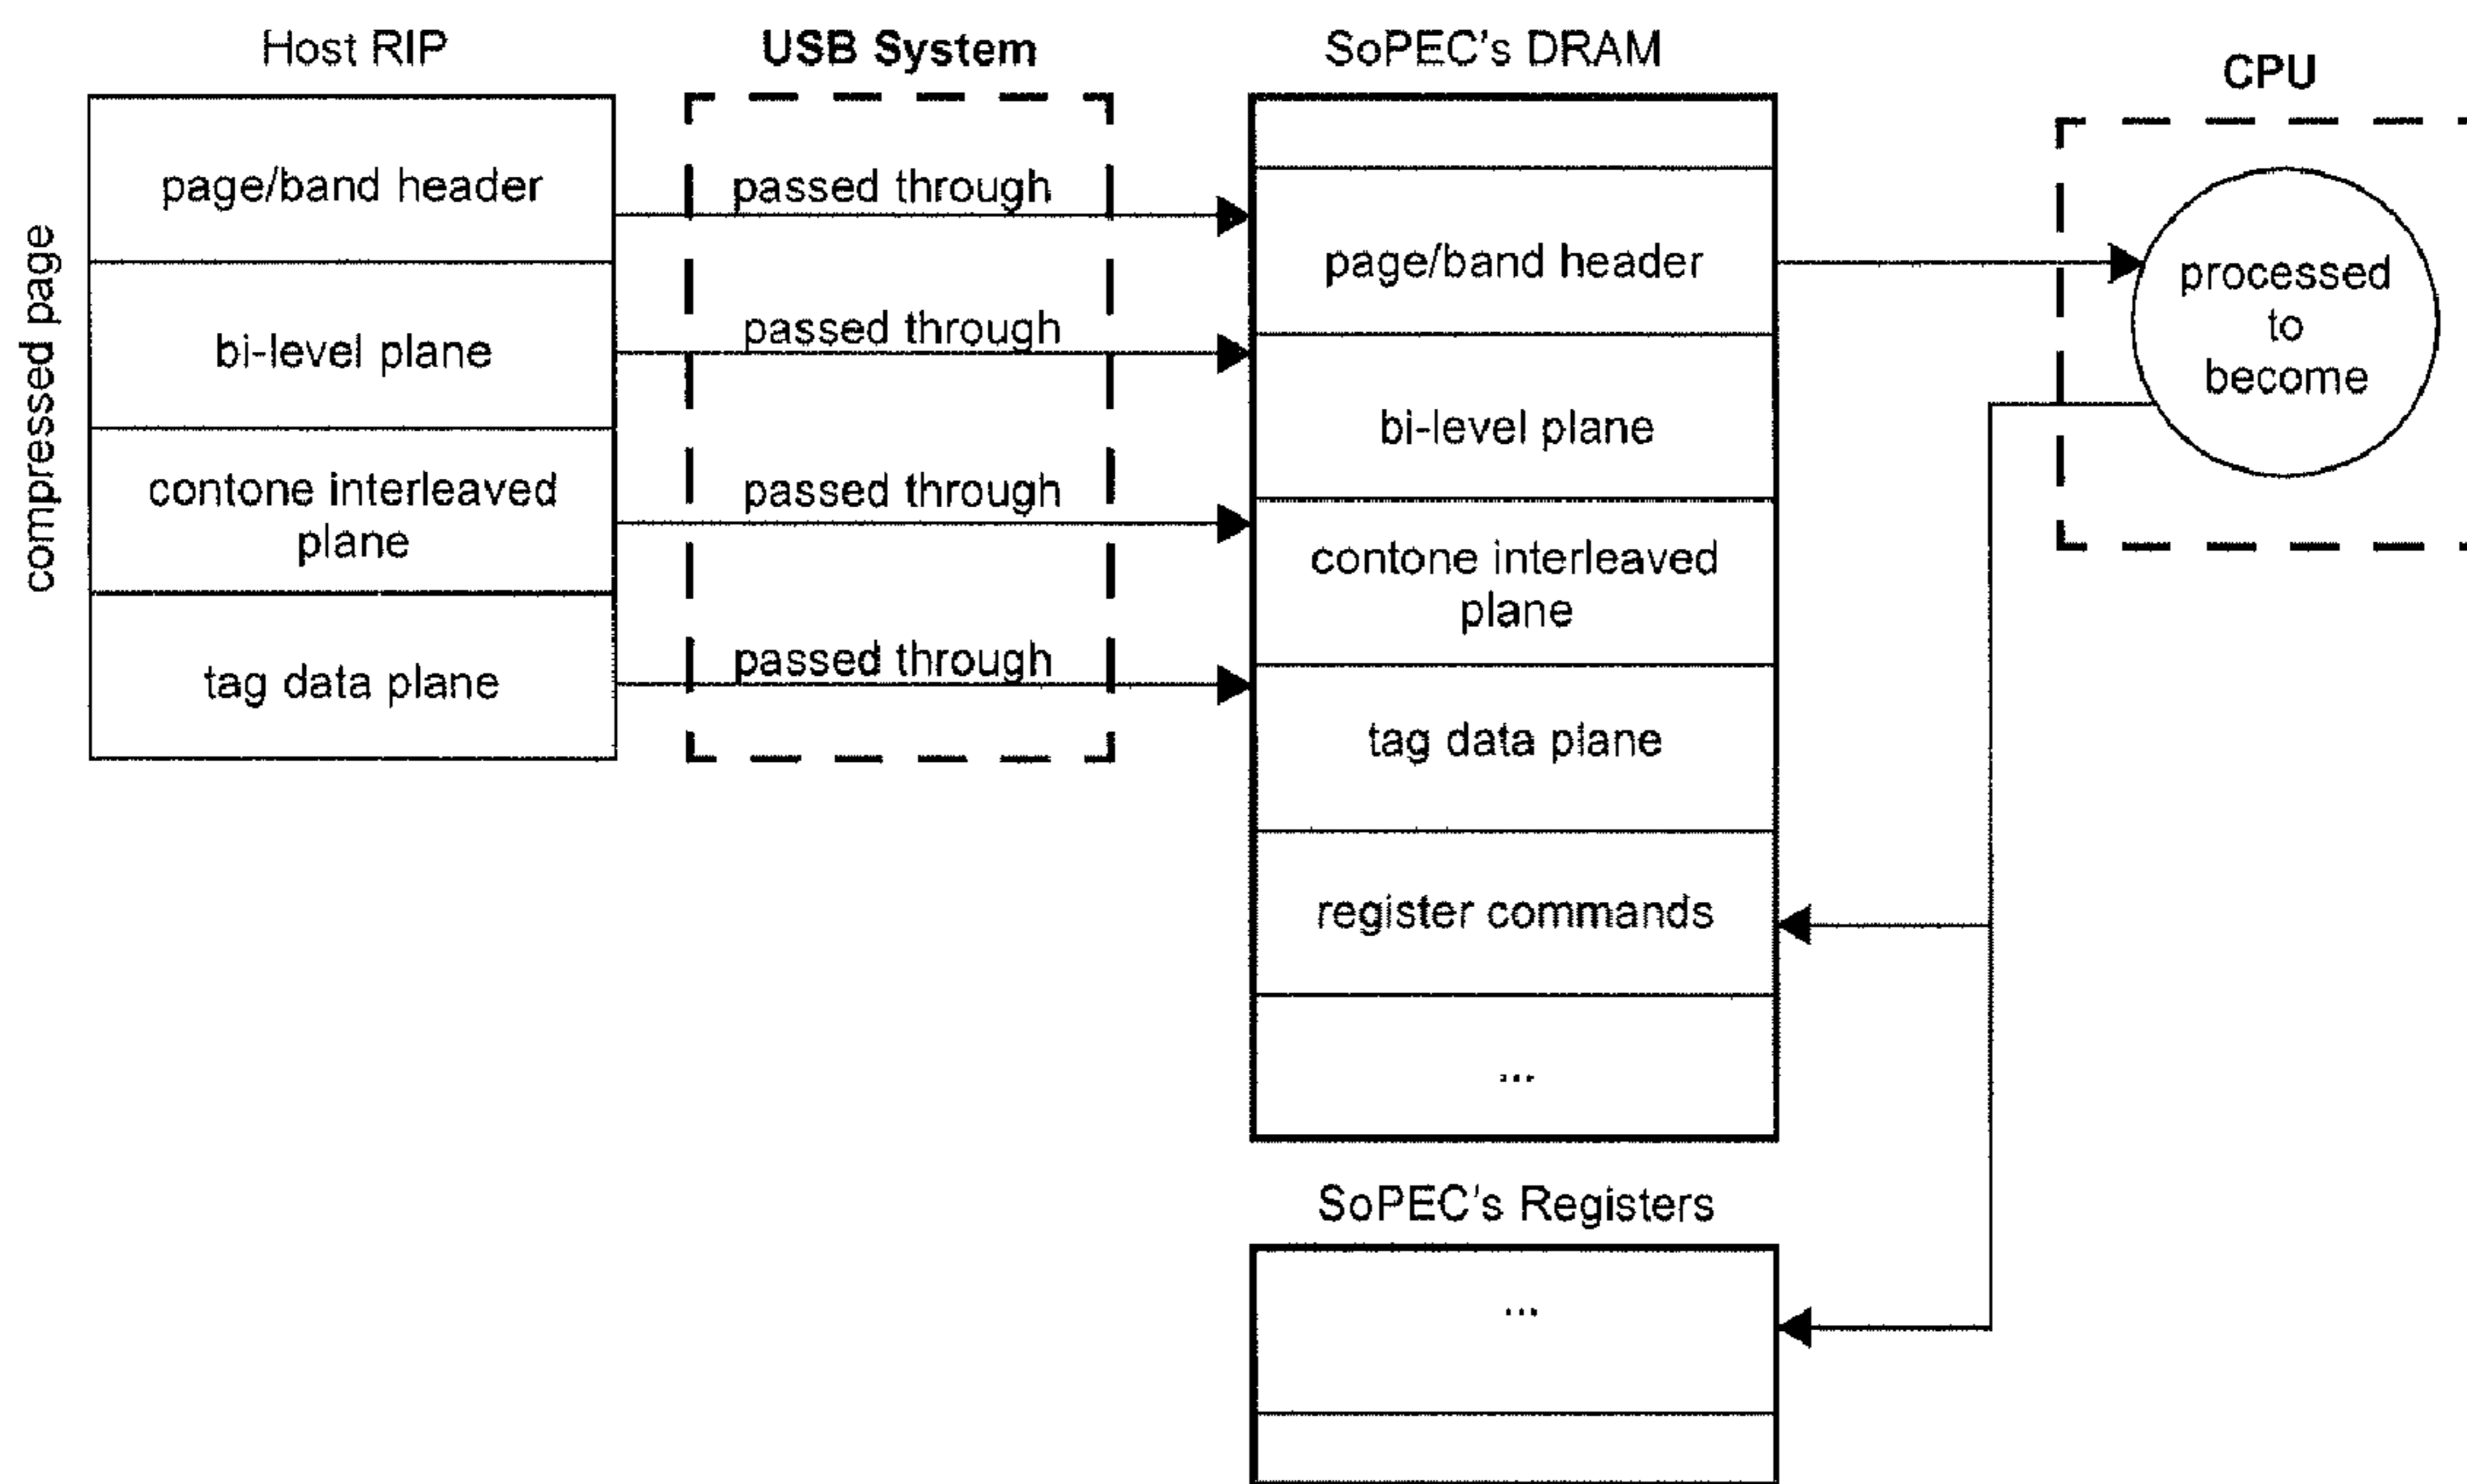 Host RIP
USB System
SoPEC's DRAM
CPU
compressed page
page/band header
bi-level plane
contone interleaved
plane
tag data plane
passed through
passed through
passed through
passed through
page/band header
bi-level plane
contone interleaved
plane
tag data plane
register commands
...
processed
to
become
SoPEC's Registers
...